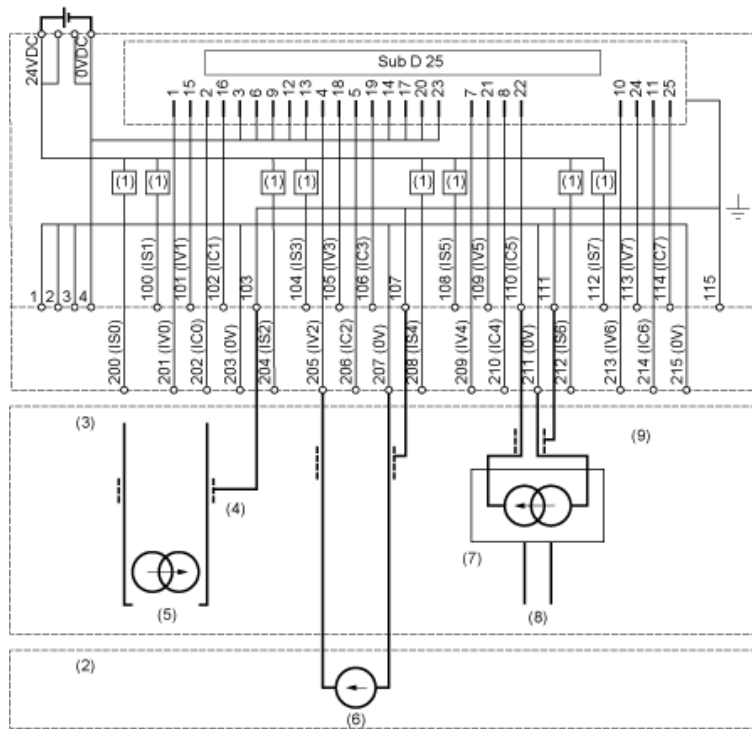 24VDC
0VDC
Sub D 25
1
15
2
16
3
6
9
12
13
4
18
5
19
14
17
20
23
7
21
8
22
10
24
11
25
(1)
(1)
(1)
(1)
(1)
(1)
(1)
(1)
1
2
3
4
100 (IS1)
101 (IV1)
102 (IC1)
103
104 (IS3)
105 (IV3)
106 (IC3)
107
108 (IS5)
109 (IV5)
110 (IC5)
111
112 (IS7)
113 (IV7)
114 (IC7)
115
200 (IS0)
201 (IV0)
202 (IC0)
203 (0V)
204 (IS2)
205 (IV2)
206 (IC2)
207 (0V)
208 (IS4)
209 (IV4)
210 (IC4)
211 (0V)
212 (IS6)
213 (IV6)
214 (IC6)
215 (0V)
(3)
(9)
(4)
(7)
(5)
(8)
(2)
(6)